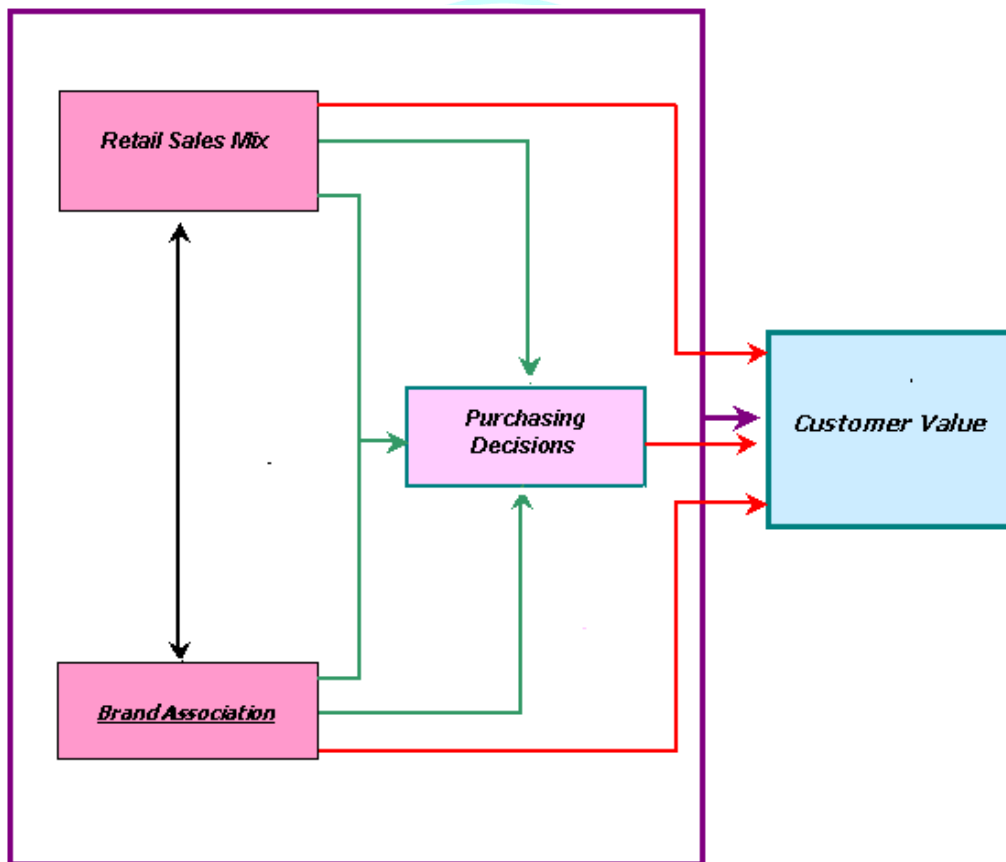 Retail Sales Mix
Purchasing
Decisions
Customer Value
Brand Association